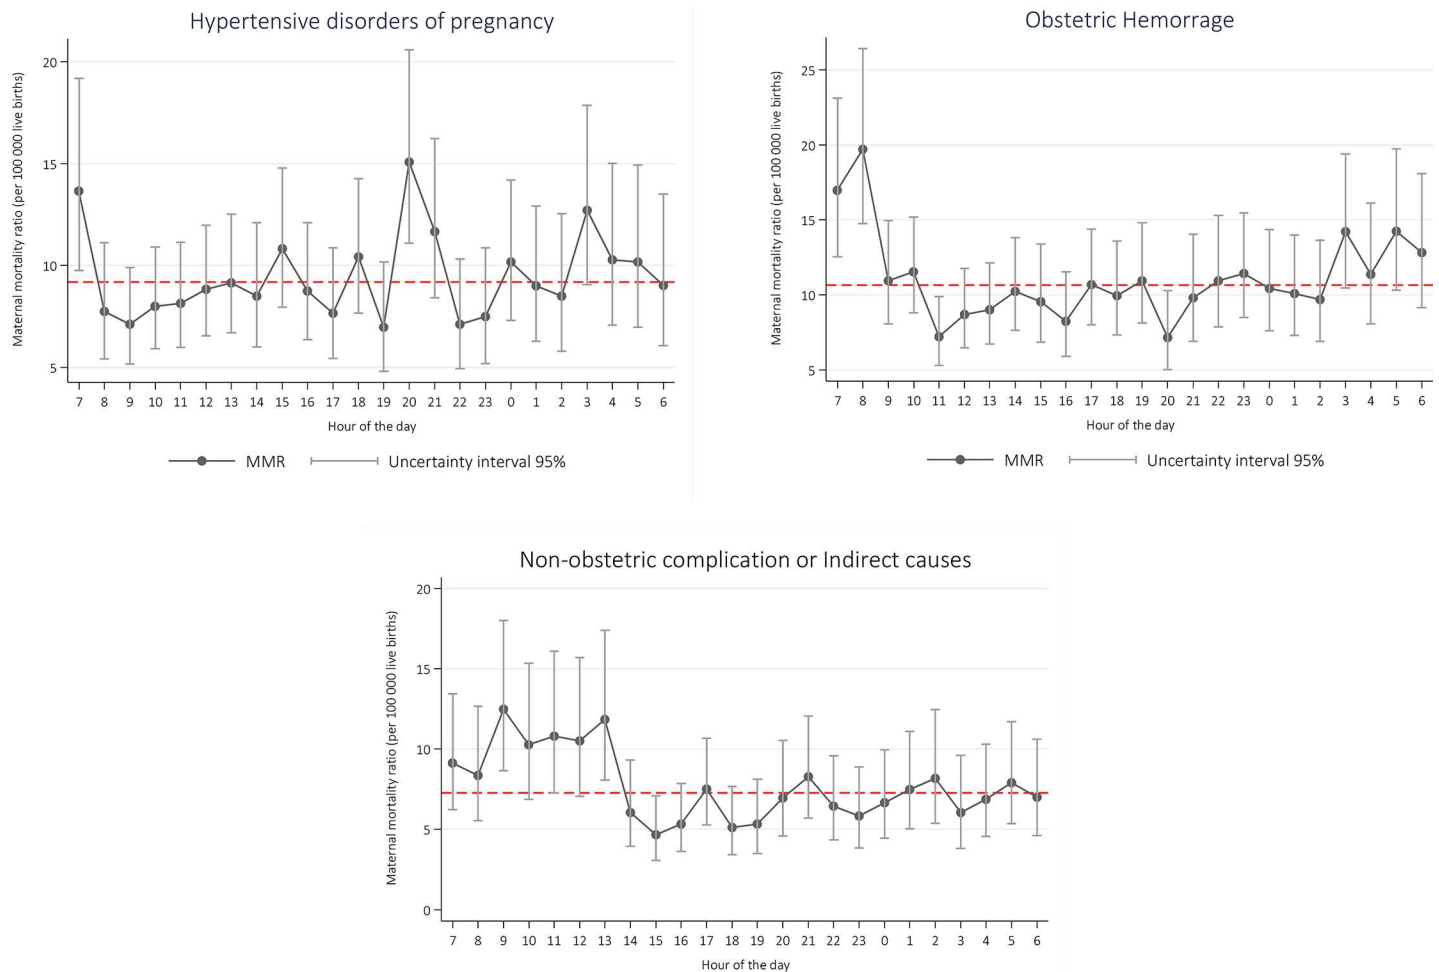 Hypertensive disorders of pregnancy
Maternal mortality ratio (per 100 000 live births)
20
15
10
5
7 8 9 10 11 12 13 14 15 16 17 18 19 20 21 22 23 0 1 2 3 4 5 6
Hour of the day
MMR Uncertainty interval 95%
Obstetric Hemorrage
Maternal mortality ratio (per 100 000 live births)
25
20
15
10
5
7 8 9 10 11 12 13 14 15 16 17 18 19 20 21 22 23 0 1 2 3 4 5 6
Hour of the day
MMR Uncertainty interval 95%
Non-obstetric complication or Indirect causes
Maternal mortality ratio (per 100 000 live births)
20
15
10
5
0
7 8 9 10 11 12 13 14 15 16 17 18 19 20 21 22 23 0 1 2 3 4 5 6
Hour of the day